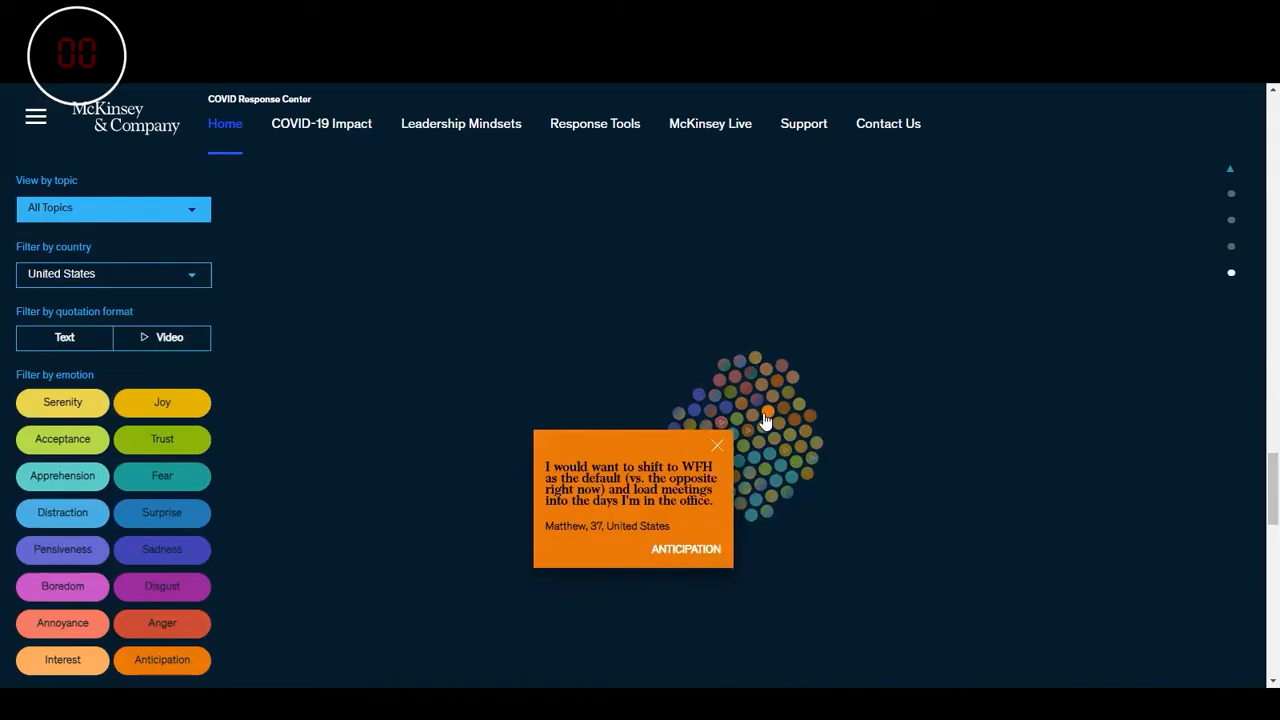 00
McKinsey
& Company
COVID Response Center
Home
COVID-19 Impact
Leadership Mindsets
Response Tools
McKinsey Live
Support
Contact Us
View by topic
All Topics
Filter by country
United States
Filter by quotation format
Text
Video
Filter by emotion
Serenity
Joy
Acceptance
Trust
Apprehension
Fear
Distraction
Surprise
Pensiveness
Sadness
Boredom
Disgust
Annoyance
Anger
Interest
Anticipation
I would want to shift to WFH
as the default (vs. the opposite
right now) and load meetings
into the days I'm in the office.
Matthew, 37, United States
ANTICIPATION